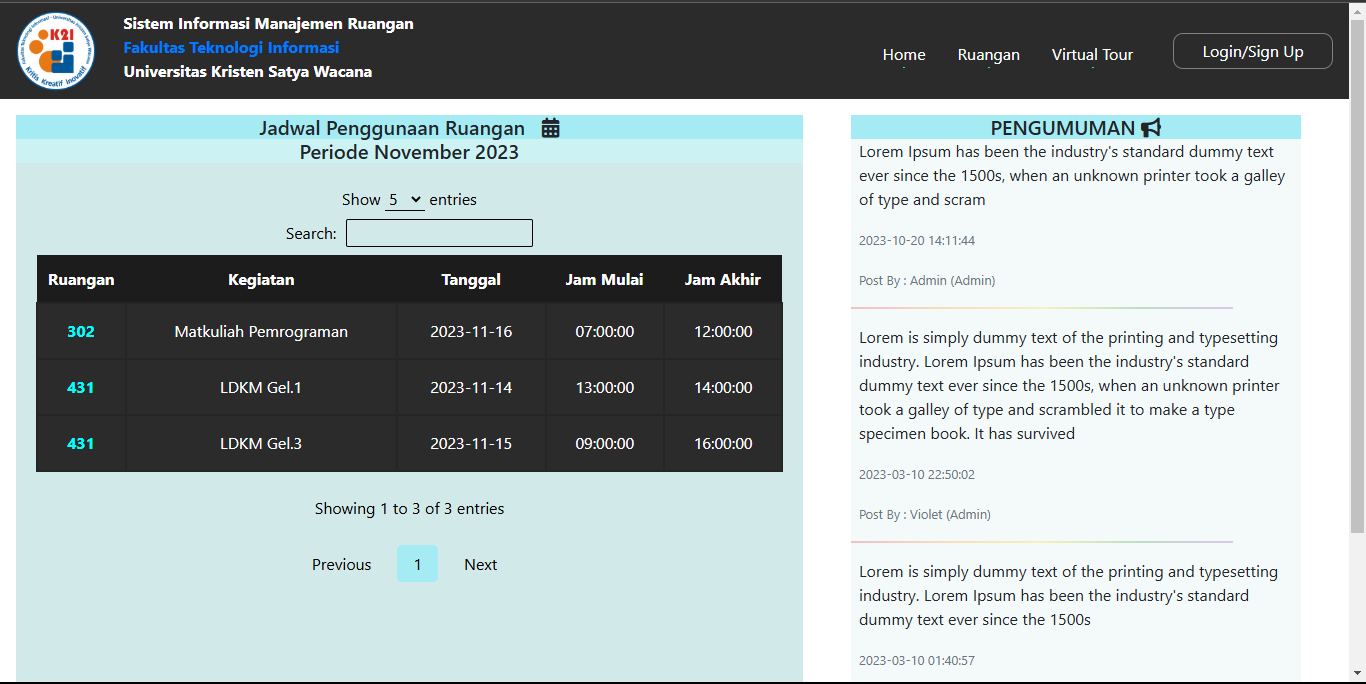 K2I
Kritis Kreatif Inovatif
Sistem Informasi Manajemen Ruangan
Fakultas Teknologi Informasi
Universitas Kristen Satya Wacana
Home Ruangan Virtual Tour Login/Sign Up
Jadwal Penggunaan Ruangan
Periode November 2023
Show 5 entries
Search:
Ruangan Kegiatan Tanggal Jam Mulai Jam Akhir
302 Matkuliah Pemrograman 2023-11-16 07:00:00 12:00:00
431 LDKM Gel.1 2023-11-14 13:00:00 14:00:00
431 LDKM Gel.3 2023-11-15 09:00:00 16:00:00
Showing 1 to 3 of 3 entries
Previous 1 Next
PENGUMUMAN
Lorem Ipsum has been the industry's standard dummy text
ever since the 1500s, when an unknown printer took a galley
of type and scram
2023-10-20 14:11:44
Post By : Admin (Admin)
Lorem is simply dummy text of the printing and typesetting
industry. Lorem Ipsum has been the industry's standard
dummy text ever since the 1500s, when an unknown printer
took a galley of type and scrambled it to make a type
specimen book. It has survived
2023-03-10 22:50:02
Post By : Violet (Admin)
Lorem is simply dummy text of the printing and typesetting
industry. Lorem Ipsum has been the industry's standard
dummy text ever since the 1500s
2023-03-10 01:40:57